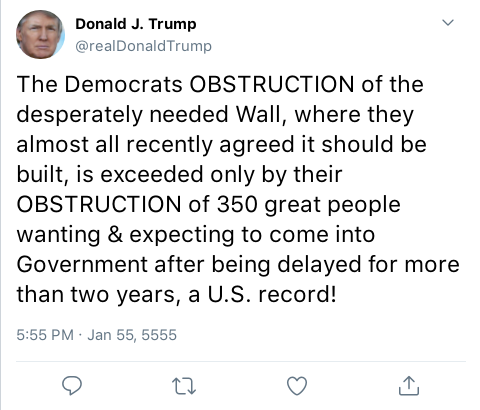 Donald J. Trump
@realDonaldTrump
The Democrats OBSTRUCTION of the
desperately needed Wall, where they
almost all recently agreed it should be
built, is exceeded only by their
OBSTRUCTION of 350 great people
wanting & expecting to come into
Government after being delayed for more
than two years, a U.S. record!
5:55 PM · Jan 55, 5555